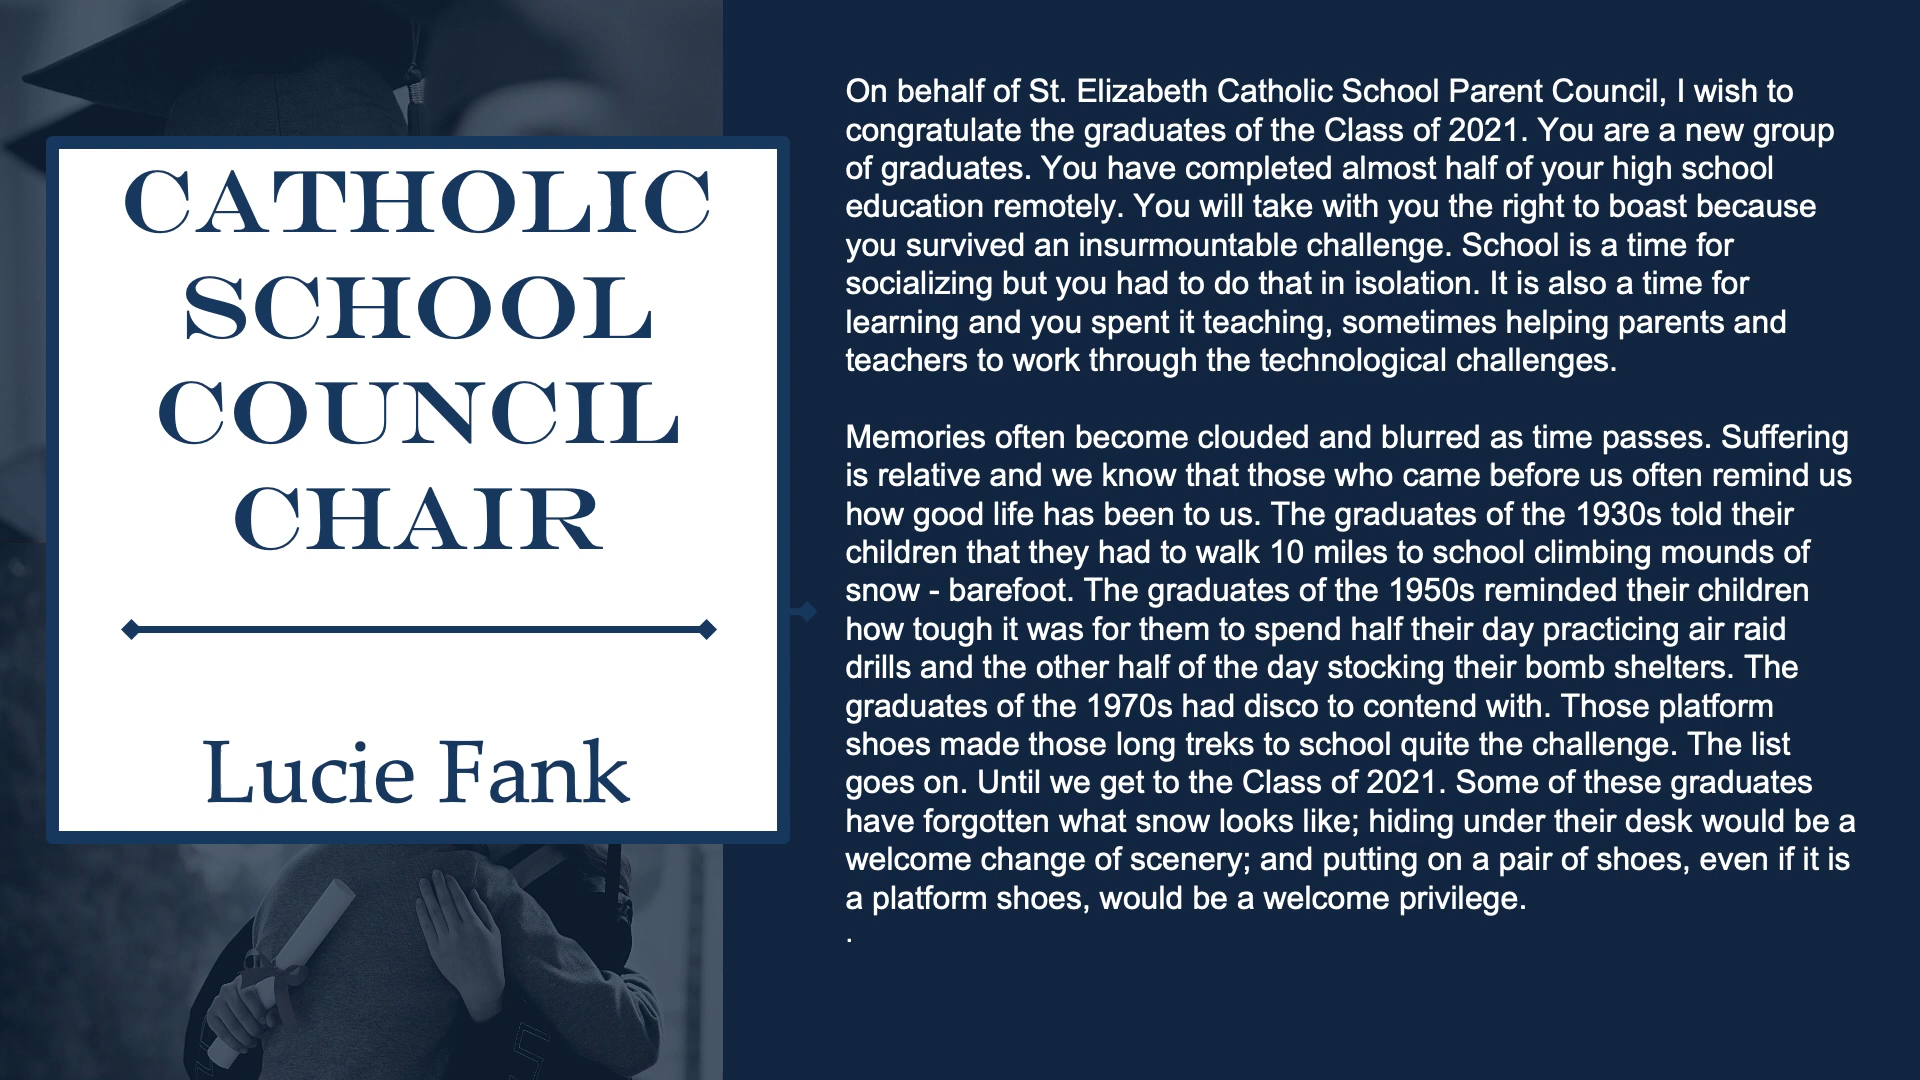 CATHOLIC
SCHOOL
COUNCIL
CHAIR
Lucie Fank
On behalf of St. Elizabeth Catholic School Parent Council, I wish to
congratulate the graduates of the Class of 2021. You are a new group
of graduates. You have completed almost half of your high school
education remotely. You will take with you the right to boast because
you survived an insurmountable challenge. School is a time for
socializing but you had to do that in isolation. It is also a time for
learning and you spent it teaching, sometimes helping parents and
teachers to work through the technological challenges.
Memories often become clouded and blurred as time passes. Suffering
is relative and we know that those who came before us often remind us
how good life has been to us. The graduates of the 1930s told their
children that they had to walk 10 miles to school climbing mounds of
snow - barefoot. The graduates of the 1950s reminded their children
how tough it was for them to spend half their day practicing air raid
drills and the other half of the day stocking their bomb shelters. The
graduates of the 1970s had disco to contend with. Those platform
shoes made those long treks to school quite the challenge. The list
goes on. Until we get to the Class of 2021. Some of these graduates
have forgotten what snow looks like; hiding under their desk would be a
welcome change of scenery; and putting on a pair of shoes, even if it is
a platform shoes, would be a welcome privilege.
.